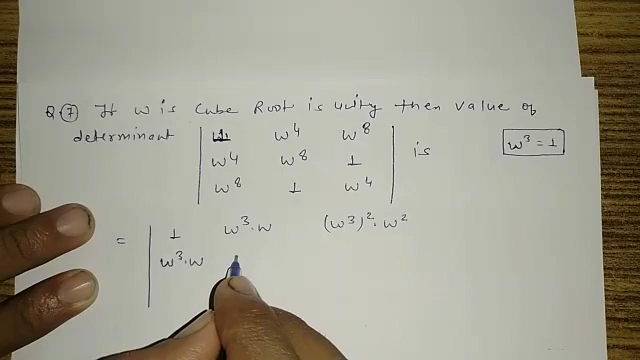 Q.7 If w is Cube Root is unity then value of
determinant | 1 w⁴ w⁸ | is w³ = 1
w⁴ w⁸ 1
w⁸ 1 w⁴
= | 1 w³·w (w³)²·w²
w³·w